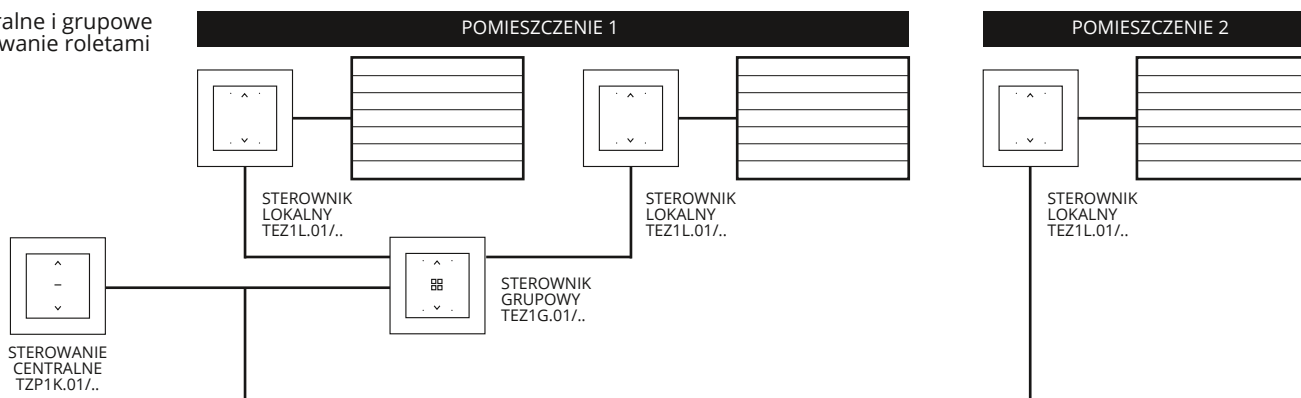 ralne i grupowe
wanie roletami
POMIESZCZENIE 1
POMIESZCZENIE 2
STEROWNIK
LOKALNY
TEZ1L.01/..
STEROWNIK
LOKALNY
TEZ1L.01/..
STEROWNIK
LOKALNY
TEZ1L.01/..
STEROWNIK
GRUPOWY
TEZ1G.01/..
STEROWANIE
CENTRALNE
TZP1K.01/..